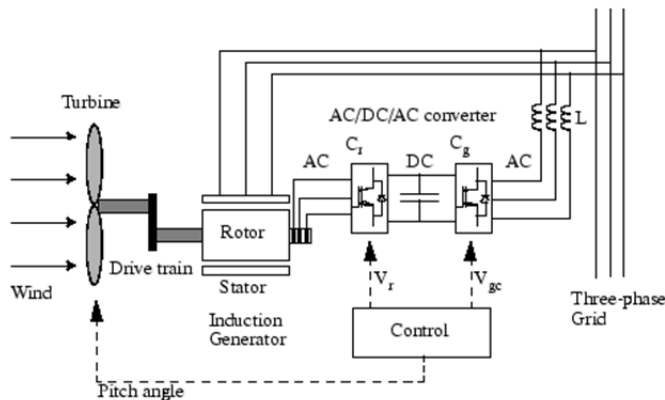 Turbine
AC/DC/AC converter
L
AC
Cr
DC
Cg
AC
Rotor
Drive train
Wind
Stator
Induction
Generator
Vr
Vgc
Control
Three-phase
Grid
Pitch angle